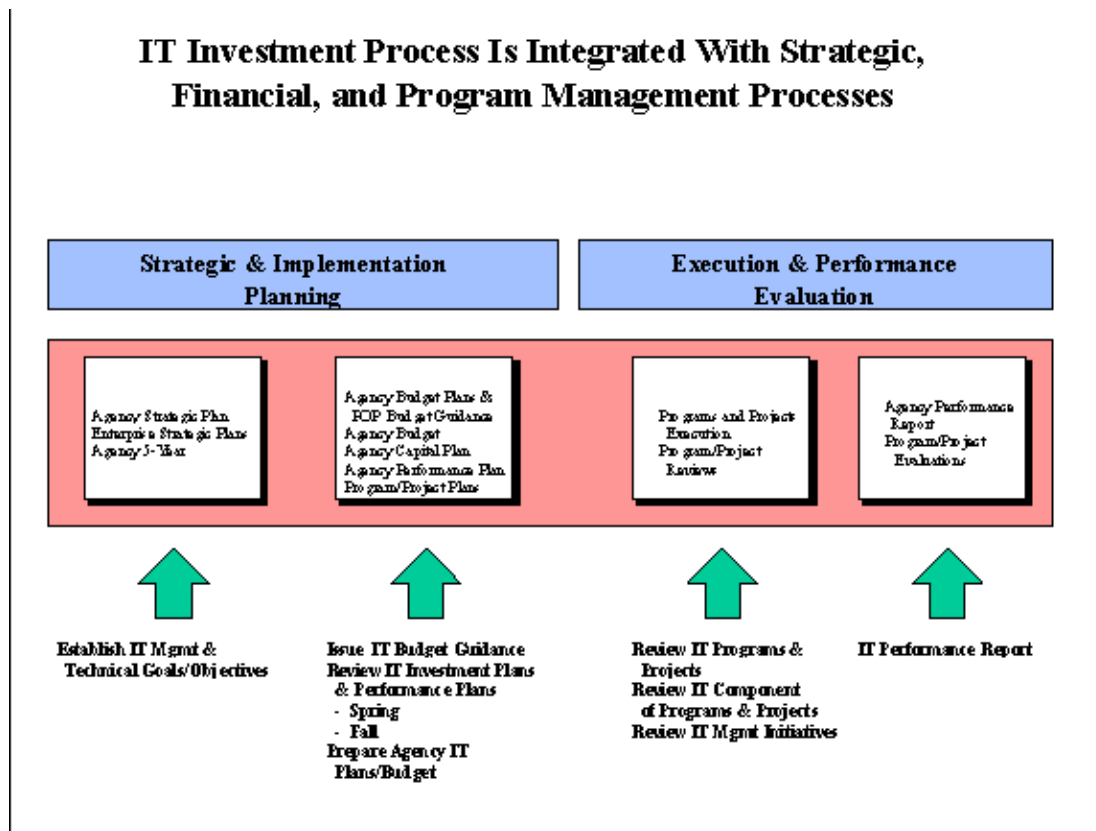 IT Investment Process Is Integrated With Strategic,
Financial, and Program Management Processes
Strategic & Implementation
Planning
Execution & Performance
Evaluation
Agency Strategic Plan
Enterprise Strategic Plans
Agency 5-Year
Agency Budget Plans &
POP Budget Guidance
Agency Budget
Agency Capital Plan
Agency Performance Plan
Program/Project Plans
Programs and Projects
Execution
Program/Project
Reviews
Agency Performance
Report
Program/Project
Evaluations
Establish IT Mgmt &
Technical Goals/Objectives
Issue IT Budget Guidance
Review IT Investment Plans
& Performance Plans
- Spring
- Fall
Prepare Agency IT
Plans/Budget
Review IT Programs &
Projects
Review IT Component
of Programs & Projects
Review IT Mgmt Initiatives
IT Performance Report